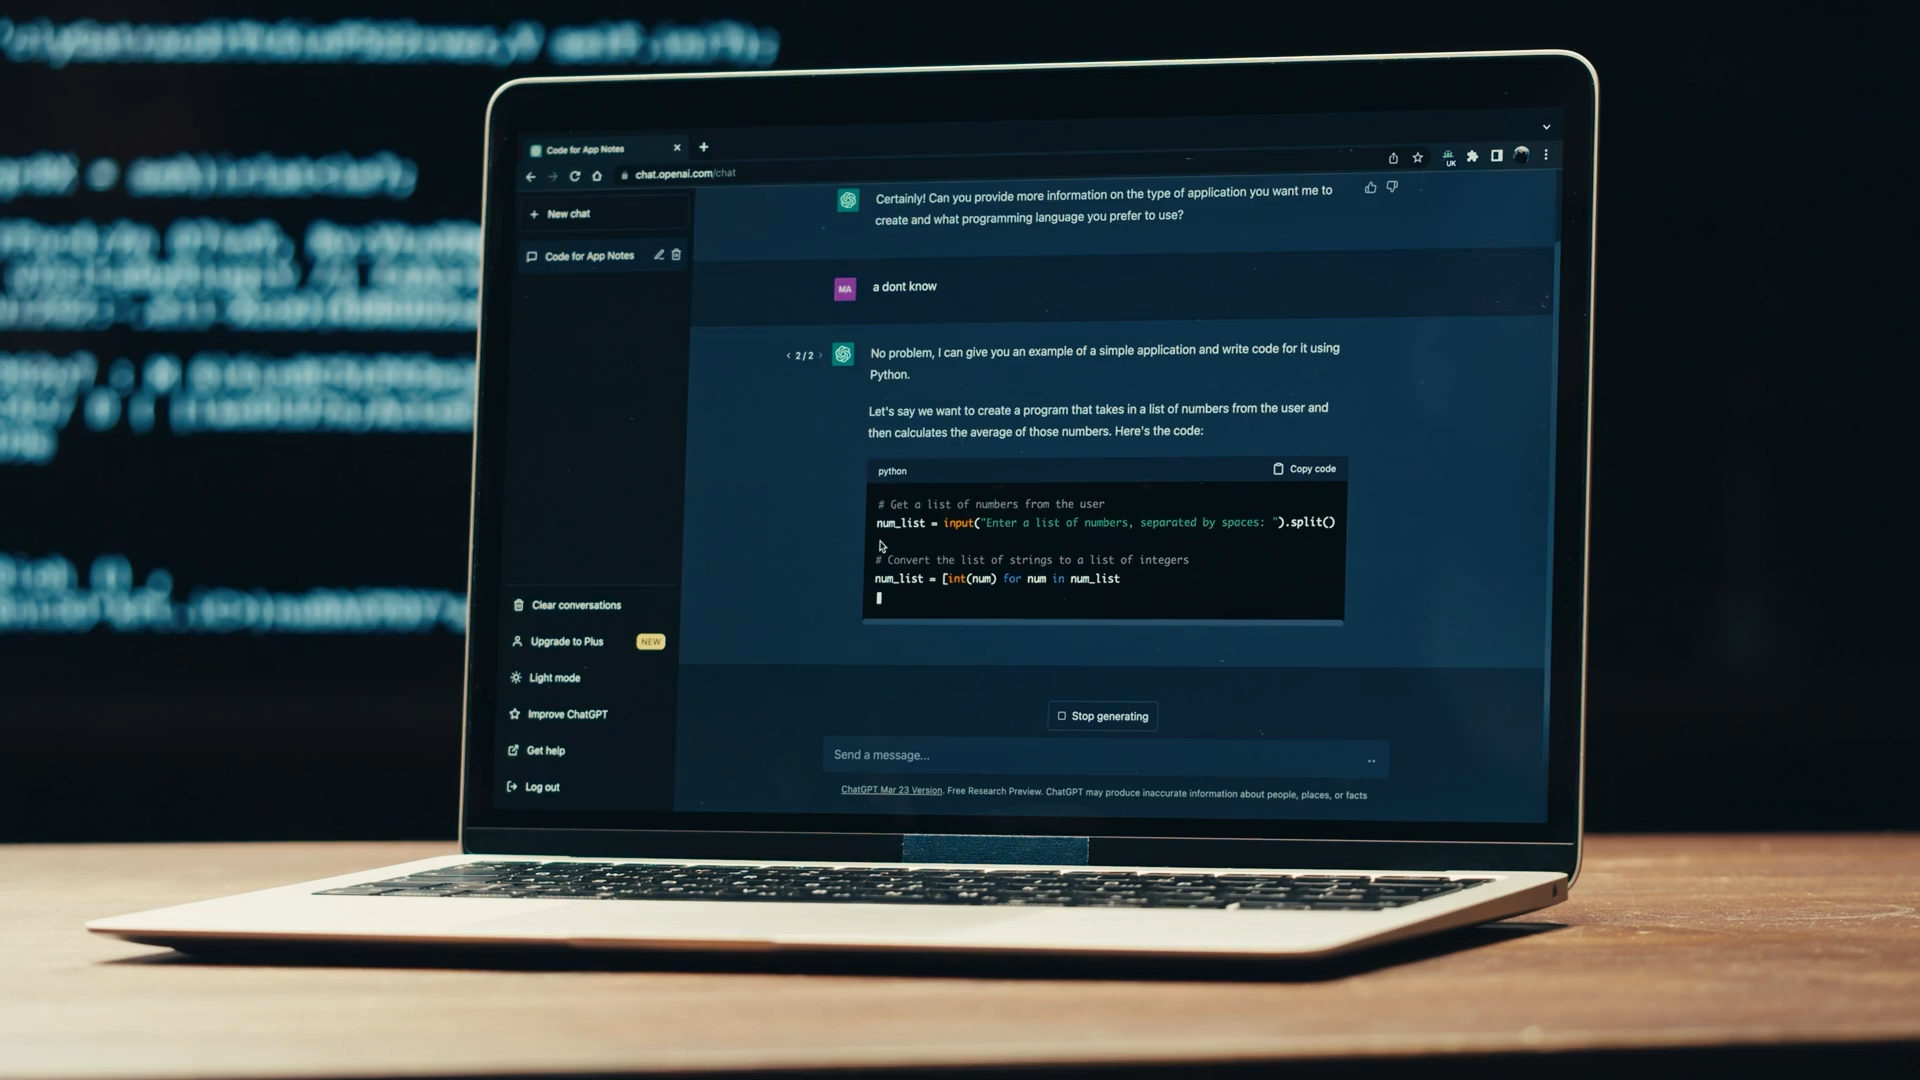 Code for App Notes
chat.openai.com/chat
UK
New chat
Code for App Notes
Certainly! Can you provide more information on the type of application you want me to
create and what programming language you prefer to use?
MA
a dont know
2/2
No problem, I can give you an example of a simple application and write code for it using
Python.
Let's say we want to create a program that takes in a list of numbers from the user and
then calculates the average of those numbers. Here's the code:
python
Copy code
# Get a list of numbers from the user
num_list = input("Enter a list of numbers, separated by spaces: ").split()
# Convert the list of strings to a list of integers
num_list = [int(num) for num in num_list
Clear conversations
Upgrade to Plus NEW
Light mode
Improve ChatGPT
Get help
Log out
Stop generating
Send a message...
ChatGPT Mar 23 Version. Free Research Preview. ChatGPT may produce inaccurate information about people, places, or facts